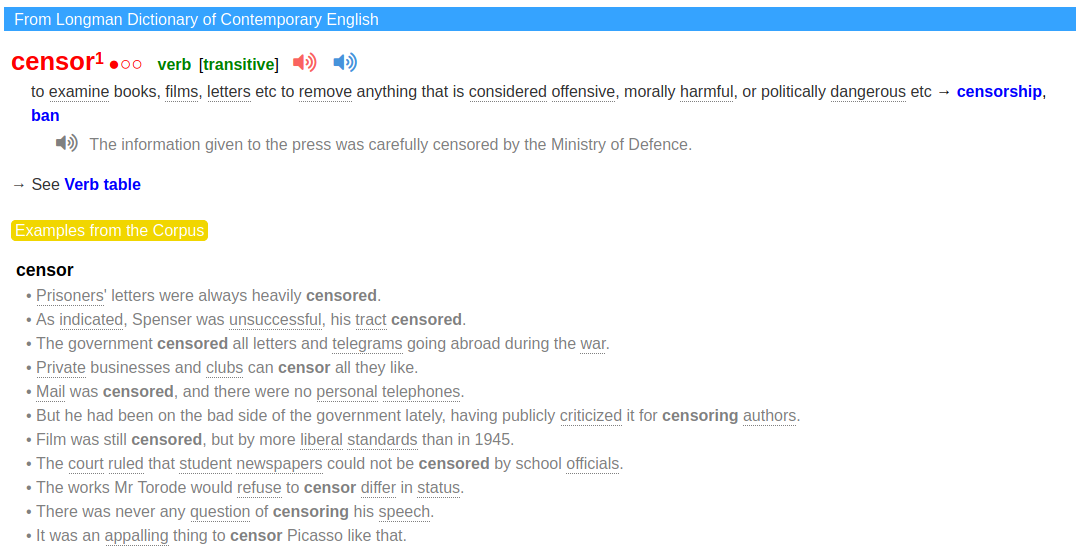 From Longman Dictionary of Contemporary English
censor¹ ●○○ verb [transitive]
to examine books, films, letters etc to remove anything that is considered offensive, morally harmful, or politically dangerous etc → censorship,
ban
The information given to the press was carefully censored by the Ministry of Defence.
→ See Verb table
Examples from the Corpus
censor
• Prisoners' letters were always heavily censored.
• As indicated, Spenser was unsuccessful, his tract censored.
• The government censored all letters and telegrams going abroad during the war.
• Private businesses and clubs can censor all they like.
• Mail was censored, and there were no personal telephones.
• But he had been on the bad side of the government lately, having publicly criticized it for censoring authors.
• Film was still censored, but by more liberal standards than in 1945.
• The court ruled that student newspapers could not be censored by school officials.
• The works Mr Torode would refuse to censor differ in status.
• There was never any question of censoring his speech.
• It was an appalling thing to censor Picasso like that.